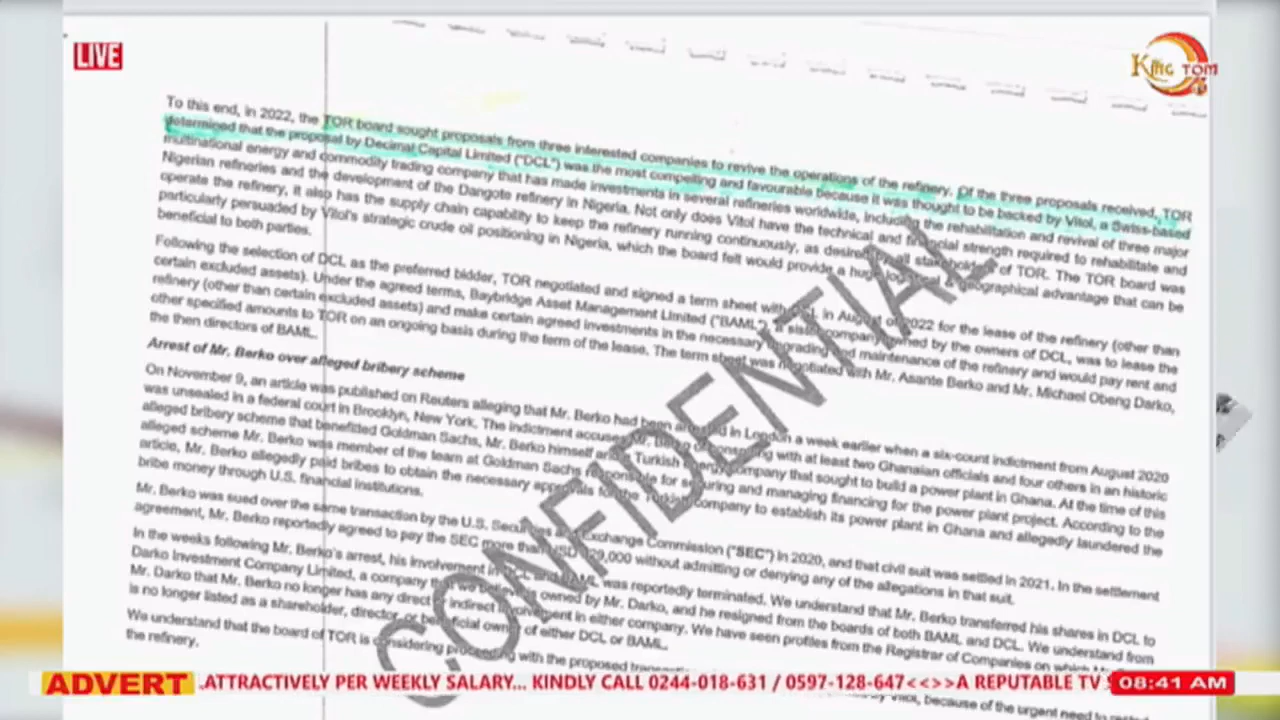 LIVE
KING TOM
To this end, in 2022, the TOR board sought proposals from three interested companies to revive the operations of the refinery. Of the three proposals received, TOR
determined that the proposal by Decimal Capital Limited ("DCL") was the most compelling and favourable because it was thought to be backed by Vitol, a Swiss-based
multinational energy and commodity trading company that has made investments in several refineries worldwide, including the rehabilitation and revival of three major
Nigerian refineries and the development of the Dangote refinery in Nigeria. Not only does Vitol have the technical and financial strength required to rehabilitate and
operate the refinery, it also has the supply chain capability to keep the refinery running continuously, as desired all stakeholders of TOR. The TOR board was
particularly persuaded by Vitol's strategic crude oil positioning in Nigeria, which the board felt would provide a huge geographical advantage that can be
beneficial to both parties.
Following the selection of DCL as the preferred bidder, TOR negotiated and signed a term sheet with in August of 2022 for the lease of the refinery (other than
certain excluded assets). Under the agreed terms, Baybridge Asset Management Limited ("BAML"), a sister company owned by the owners of DCL, was to lease the
refinery (other than certain excluded assets) and make certain agreed investments in the necessary upgrading and maintenance of the refinery and would pay rent and
other specified amounts to TOR on an ongoing basis during the term of the lease. The term sheet was negotiated with Mr. Asante Berko and Mr. Michael Obeng Darko,
the then directors of BAML.
Arrest of Mr. Berko over alleged bribery scheme
On November 9, an article was published on Reuters alleging that Mr. Berko had been arrested in London a week earlier when a six-count indictment from August 2020
was unsealed in a federal court in Brooklyn, New York. The indictment accuses Mr. Berko of conspiring with at least two Ghanaian officials and four others in an historic
alleged bribery scheme that benefited Goldman Sachs, Mr. Berko himself and a Turkish energy company that sought to build a power plant in Ghana. At the time of this
alleged scheme Mr. Berko was member of the team at Goldman Sachs responsible for securing and managing financing for the power plant project. According to the
article, Mr. Berko allegedly paid bribes to obtain the necessary approvals for the Turkish company to establish its power plant in Ghana and allegedly laundered the
bribe money through U.S. financial institutions.
Mr. Berko was sued over the same transaction by the U.S. Securities and Exchange Commission ("SEC") in 2020, and that civil suit was settled in 2021. In the settlement
agreement, Mr. Berko reportedly agreed to pay the SEC more than USD 329,000 without admitting or denying any of the allegations in that suit.
In the weeks following Mr. Berko's arrest, his involvement in DCL and BAML was reportedly terminated. We understand that Mr. Berko transferred his shares in DCL to
Darko Investment Company Limited, a company that we believe is owned by Mr. Darko, and he resigned from the boards of both BAML and DCL. We understand from
Mr. Darko that Mr. Berko no longer has any direct or indirect involvement in either company. We have seen profiles from the Registrar of Companies on which Mr.
is no longer listed as a shareholder, director or beneficial owner of either DCL or BAML.
We understand that the board of TOR is considering proceeding with the proposed
by Vitol, because of the urgent need to
the refinery.
CONFIDENTIAL
ADVERT
..ATTRACTIVELY PER WEEKLY SALARY... KINDLY CALL 0244-018-631 / 0597-128-647<<>>A REPUTABLE TV
08:41 AM